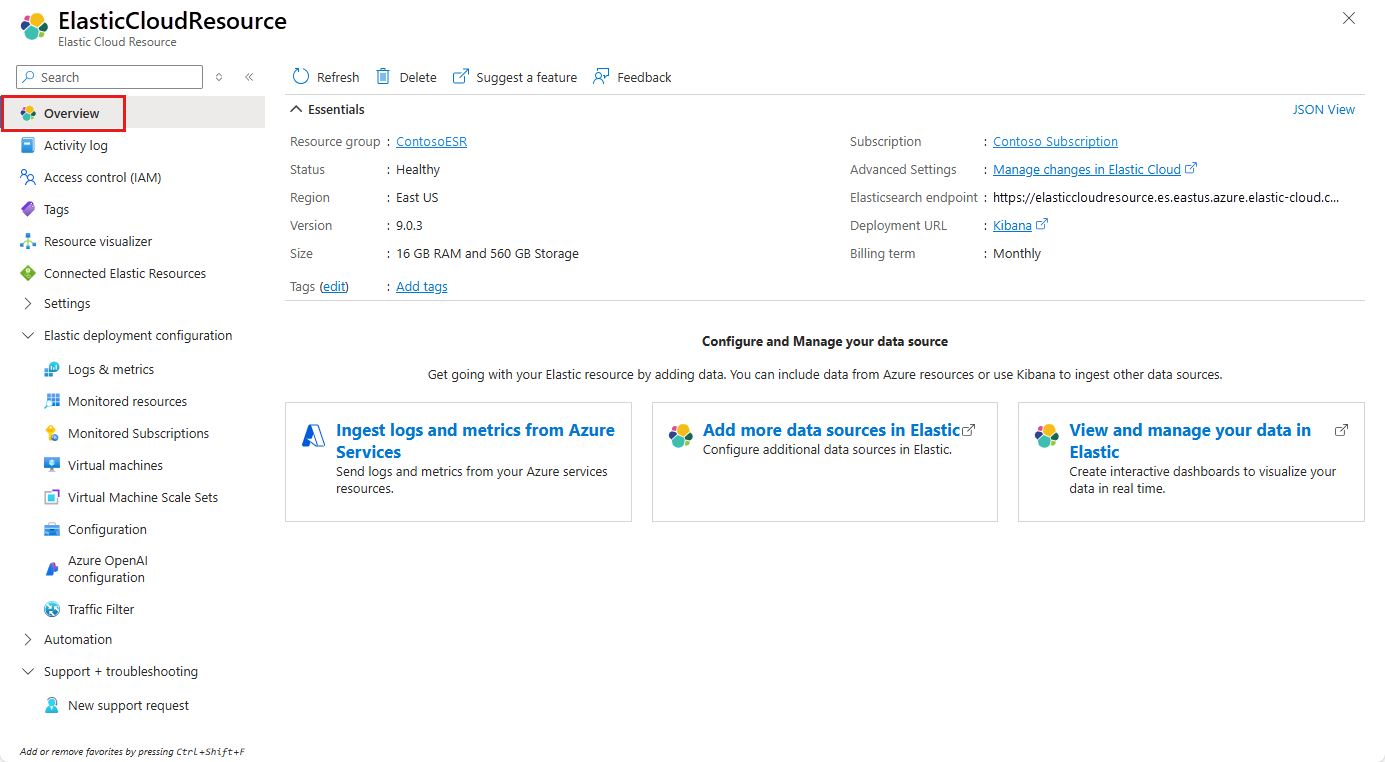 ElasticCloudResource
Elastic Cloud Resource
Search
Overview
Activity log
Access control (IAM)
Tags
Resource visualizer
Connected Elastic Resources
Settings
Elastic deployment configuration
Logs & metrics
Monitored resources
Monitored Subscriptions
Virtual machines
Virtual Machine Scale Sets
Configuration
Azure OpenAI
configuration
Traffic Filter
Automation
Support + troubleshooting
New support request
Add or remove favorites by pressing Ctrl+Shift+F
Refresh Delete Suggest a feature Feedback
Essentials JSON View
Resource group : ContosoESR
Status : Healthy
Region : East US
Version : 9.0.3
Size : 16 GB RAM and 560 GB Storage
Tags (edit) : Add tags
Subscription : Contoso Subscription
Advanced Settings : Manage changes in Elastic Cloud
Elasticsearch endpoint : https://elasticcloudresource.es.eastus.azure.elastic-cloud.c...
Deployment URL : Kibana
Billing term : Monthly
Configure and Manage your data source
Get going with your Elastic resource by adding data. You can include data from Azure resources or use Kibana to ingest other data sources.
Ingest logs and metrics from Azure
Services
Send logs and metrics from your Azure services
resources.
Add more data sources in Elastic
Configure additional data sources in Elastic.
View and manage your data in
Elastic
Create interactive dashboards to visualize your
data in real time.